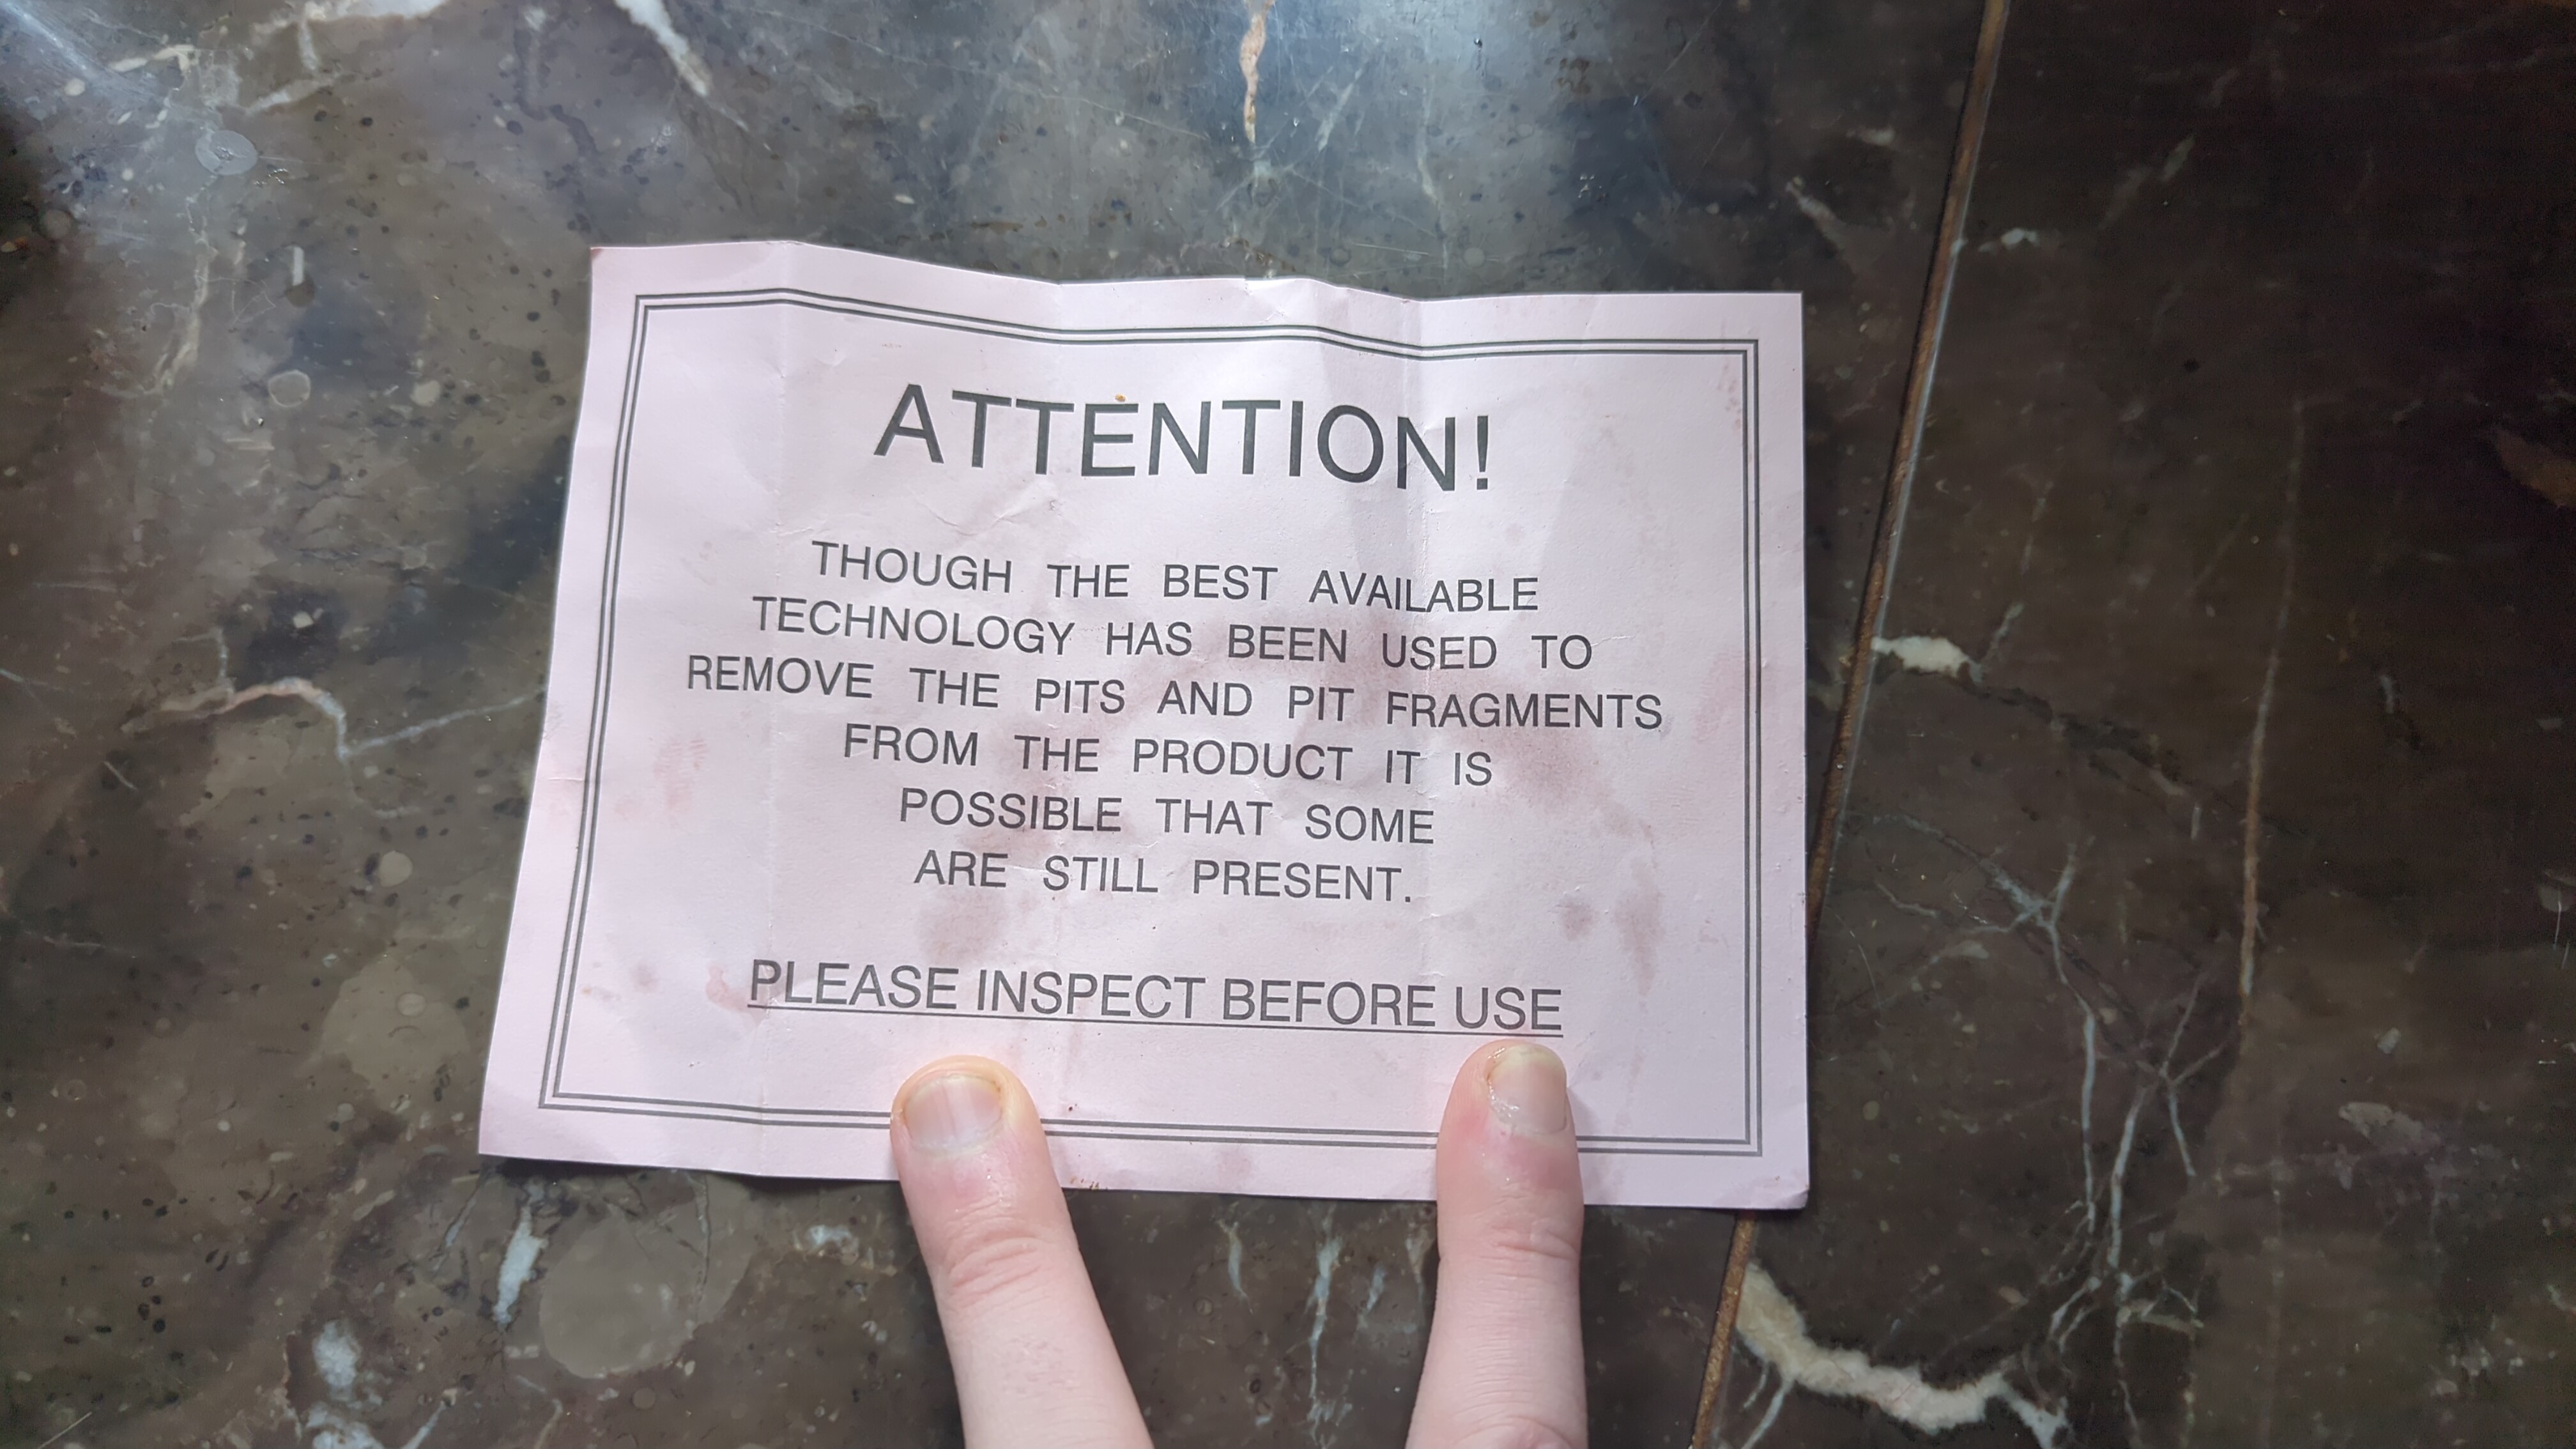 ATTENTION!
THOUGH THE BEST AVAILABLE
TECHNOLOGY HAS BEEN USED TO
REMOVE THE PITS AND PIT FRAGMENTS
FROM THE PRODUCT IT IS
POSSIBLE THAT SOME
ARE STILL PRESENT.
PLEASE INSPECT BEFORE USE